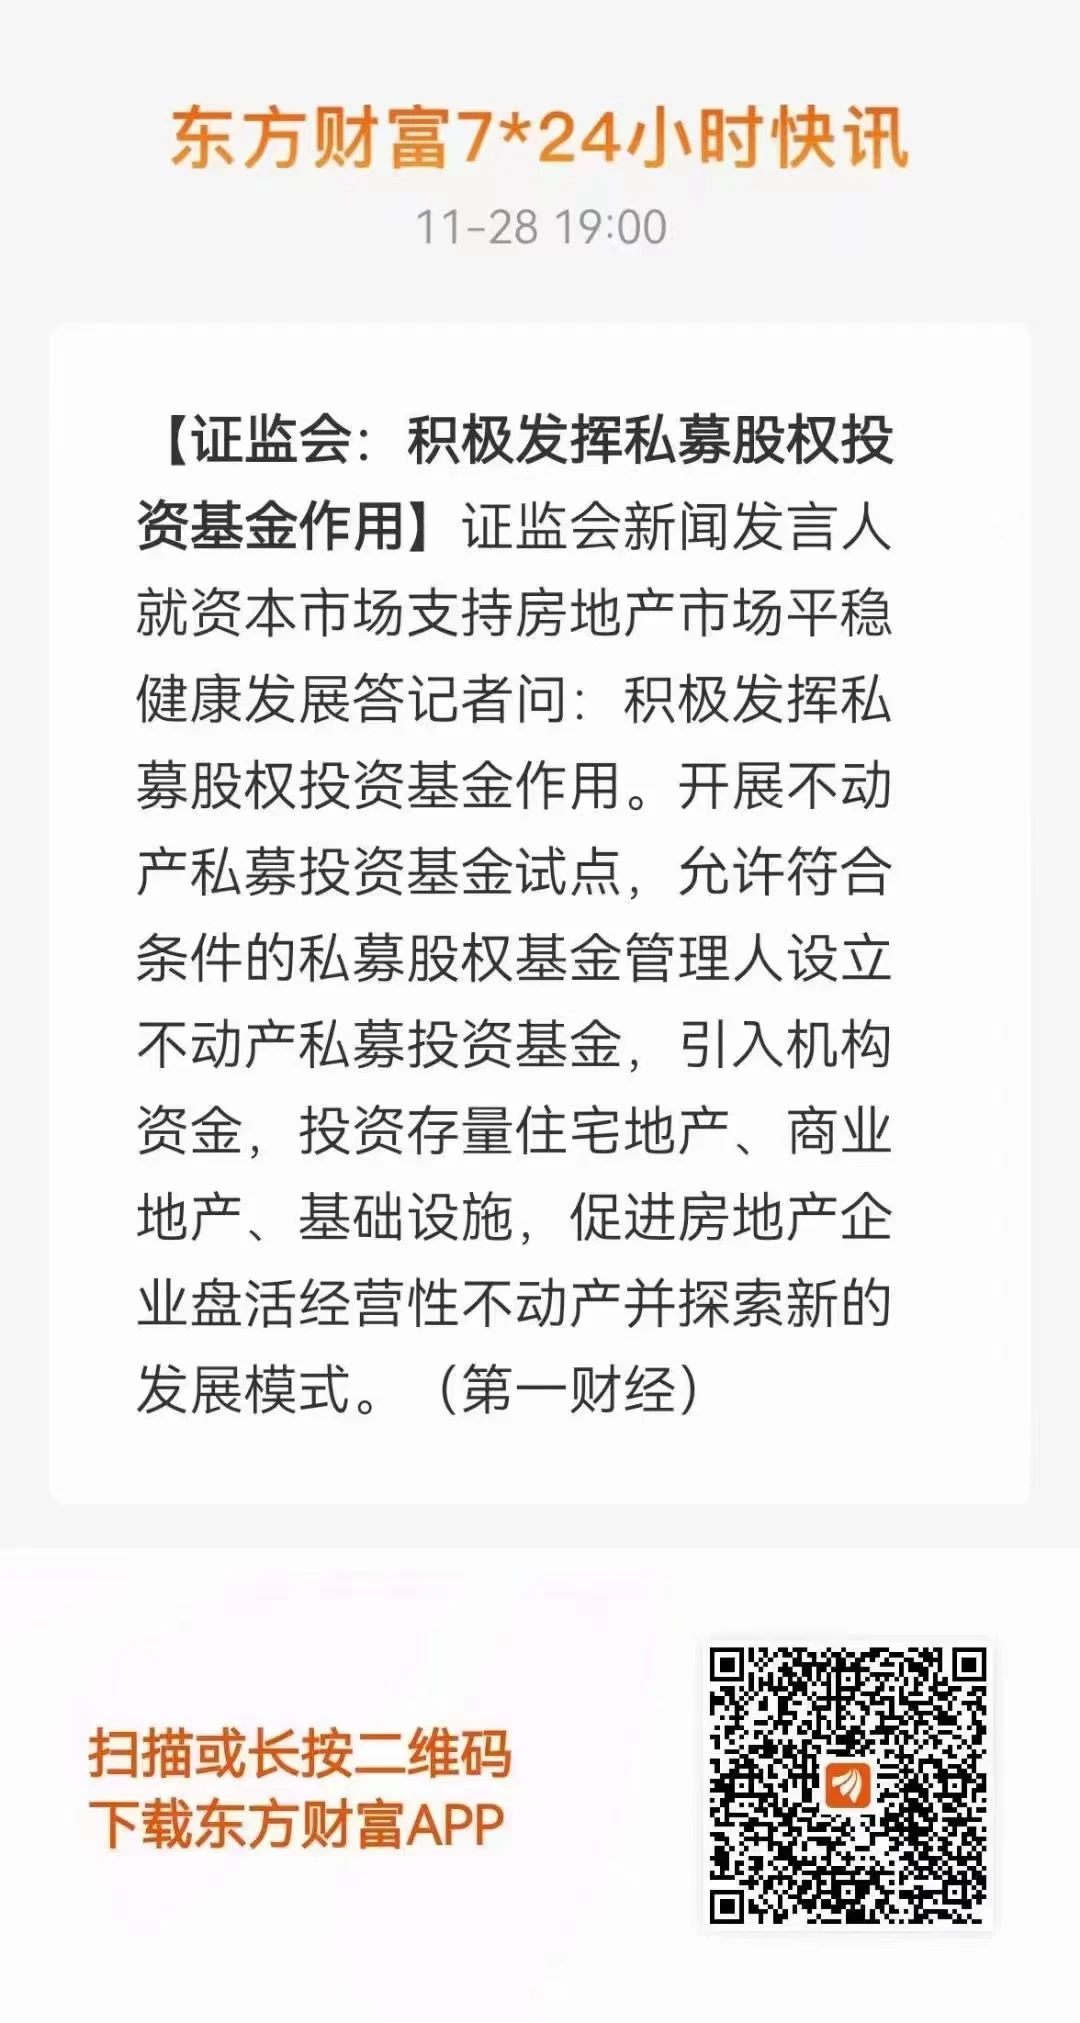 东方财富7*24小时快讯
11-28 19:00
【证监会：积极发挥私募股权投
资基金作用】证监会新闻发言人
就资本市场支持房地产市场平稳
健康发展答记者问：积极发挥私
募股权投资基金作用。开展不动
产私募投资基金试点，允许符合
条件的私募股权基金管理人设立
不动产私募投资基金，引入机构
资金，投资存量住宅地产、商业
地产、基础设施，促进房地产企
业盘活经营性不动产并探索新的
发展模式。（第一财经）
扫描或长按二维码
下载东方财富APP